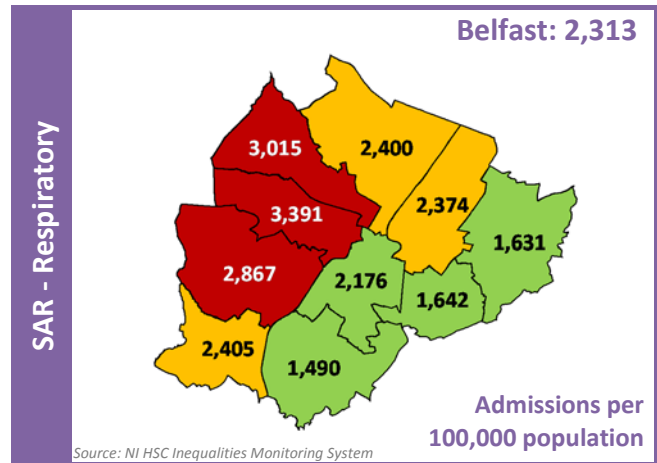 SAR - Respiratory
Belfast: 2,313
3,015
2,400
3,391
2,374
1,631
2,867
2,176
1,642
2,405
1,490
Admissions per
100,000 population
Source: NI HSC Inequalities Monitoring System